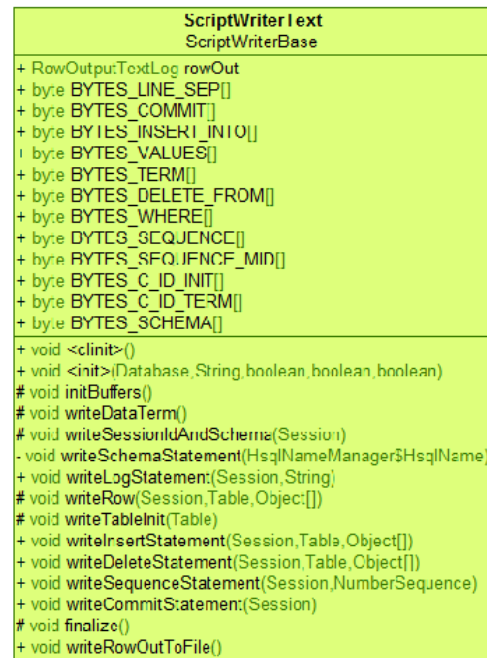 ScriptWriterText
ScriptWriterBase
+ RowOutputTextLog rowOut
+ byte BYTES_LINE_SEP[]
+ byte BYTES_COMMIT[]
+ byte BYTES_INSERT_INTO[]
+ byte BYTES_VALUES[]
+ byte BYTES_TERM[]
+ byte BYTES_DELETE_FROM[]
+ byte BYTES_WHERE[]
+ byte BYTES_SEQUENCE[]
+ byte BYTES_SEQUENCE_MID[]
+ byte BYTES_C_ID_INIT[]
+ byte BYTES_C_ID_TERM[]
+ byte BYTES_SCHEMA[]
+ void <clinit>()
+ void <init>(Database,String,boolean,boolean,boolean)
# void initBuffers()
# void writeDataTerm()
# void writeSessionIdAndSchema(Session)
- void writeSchemaStatement(HsqlNameManager$HsqlName)
+ void writeLogStatement(Session,String)
# void writeRow(Session,Table,Object[])
# void writeTableInit(Table)
+ void writeInsertStatement(Session,Table,Object[])
+ void writeDeleteStatement(Session,Table,Object[])
+ void writeSequenceStatement(Session,NumberSequence)
+ void writeCommitStatement(Session)
# void finalize()
+ void writeRowOutToFile()